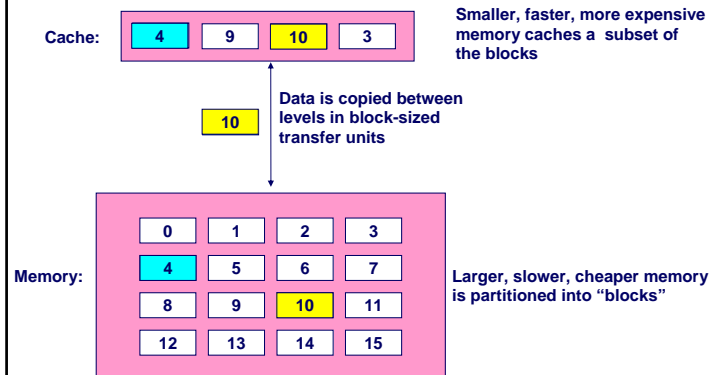 Cache:
4 9 10 3
Smaller, faster, more expensive
memory caches a  subset of
the blocks
10
Data is copied between
levels in block-sized
transfer units
Memory:
0 1 2 3
4 5 6 7
8 9 10 11
12 13 14 15
Larger, slower, cheaper memory
is partitioned into “blocks”